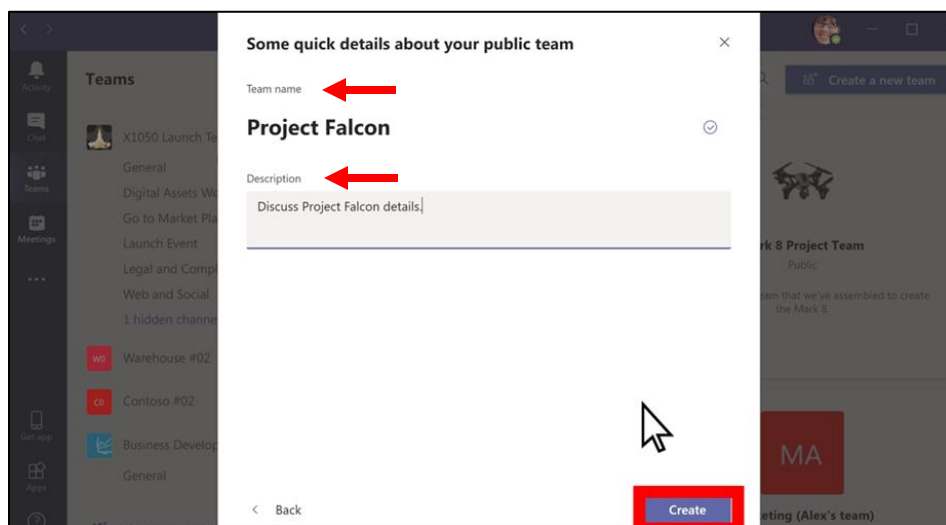 Some quick details about your public team
Team name
Project Falcon
Description
Discuss Project Falcon details.
Back
Create
Activity
Chat
Teams
Meetings
Get app
Apps
Teams
X1050 Launch Te
General
Digital Assets We
Go to Market Pla
Launch Event
Legal and Compl
Web and Social
1 hidden channe
WO
Warehouse #02
CO
Contoso #02
Business Develop
General
Create a new team
rk 8 Project Team
Public
eam that we've assembled to create
the Mark 8.
MA
eting (Alex's team)